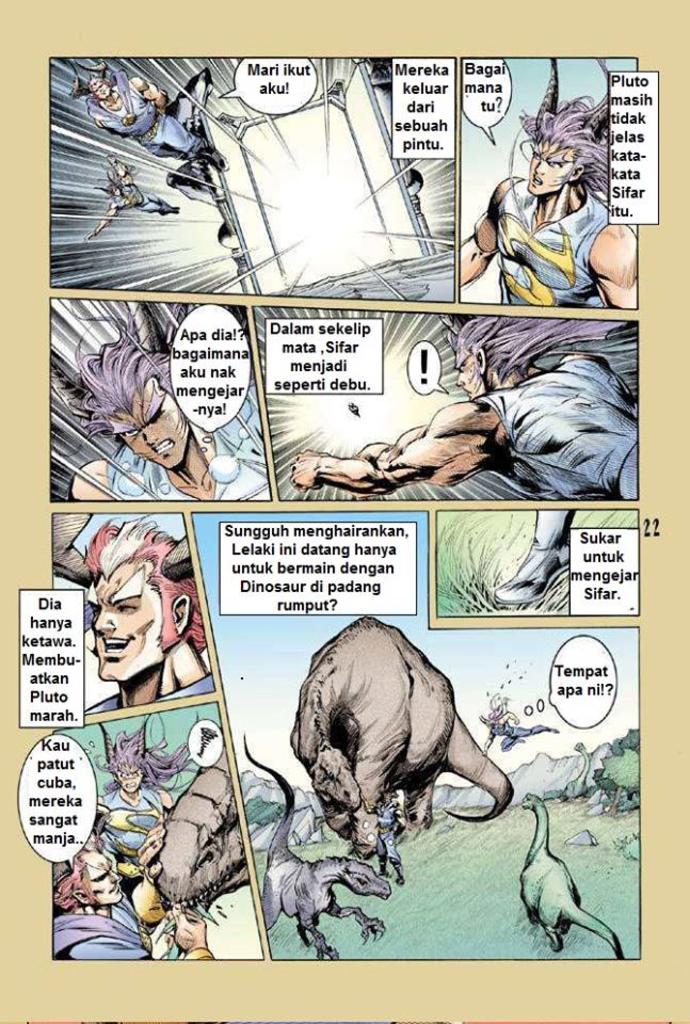 Mari ikut
aku!
Mereka
keluar
dari
sebuah
pintu.
Bagai
mana
tu?
Pluto
masih
tidak
jelas
kata-
kata
Sifar
itu.
Apa dia!?
bagaimana
aku nak
mengejar
-nya!
Dalam sekelip
mata ,Sifar
menjadi
seperti debu.
!
22
Dia
hanya
ketawa.
Membu-
atkan
Pluto
marah.
Sungguh menghairankan,
Lelaki ini datang hanya
untuk bermain dengan
Dinosaur di padang
rumput?
Sukar
untuk
mengejar
Sifar.
Tempat
apa ni!?
Kau
patut
cuba,
mereka
sangat
manja..